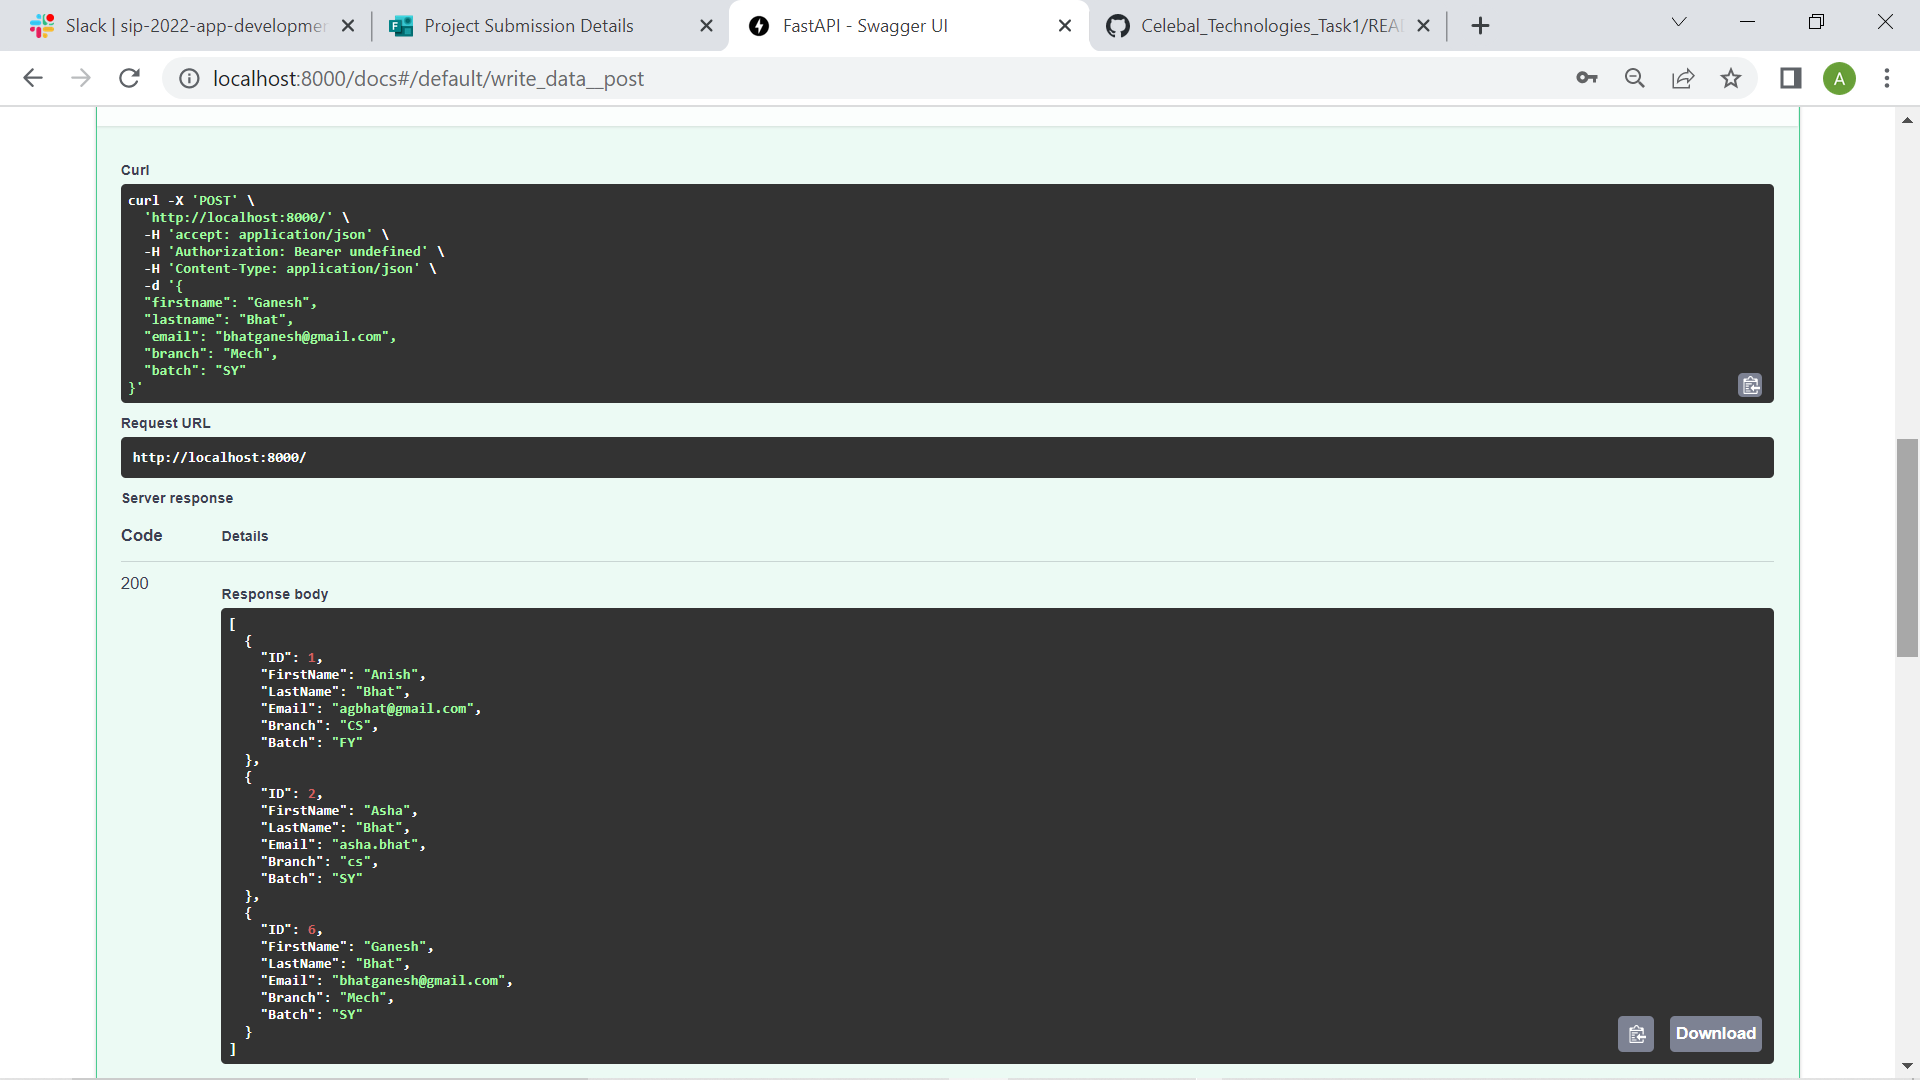 Slack | sip-2022-app-developmen
Project Submission Details
FastAPI - Swagger UI
Celebal_Technologies_Task1/REA
localhost:8000/docs#/default/write_data__post
A
Curl
curl -X 'POST' \
'http://localhost:8000/' \
-H 'accept: application/json' \
-H 'Authorization: Bearer undefined' \
-H 'Content-Type: application/json' \
-d '{
"firstname": "Ganesh",
"lastname": "Bhat",
"email": "bhatganesh@gmail.com",
"branch": "Mech",
"batch": "SY"
}'
Request URL
http://localhost:8000/
Server response
Code Details
200
Response body
[
{
"ID": 1,
"FirstName": "Anish",
"LastName": "Bhat",
"Email": "agbhat@gmail.com",
"Branch": "CS",
"Batch": "FY"
},
{
"ID": 2,
"FirstName": "Asha",
"LastName": "Bhat",
"Email": "asha.bhat",
"Branch": "cs",
"Batch": "SY"
},
{
"ID": 6,
"FirstName": "Ganesh",
"LastName": "Bhat",
"Email": "bhatganesh@gmail.com",
"Branch": "Mech",
"Batch": "SY"
}
]
Download